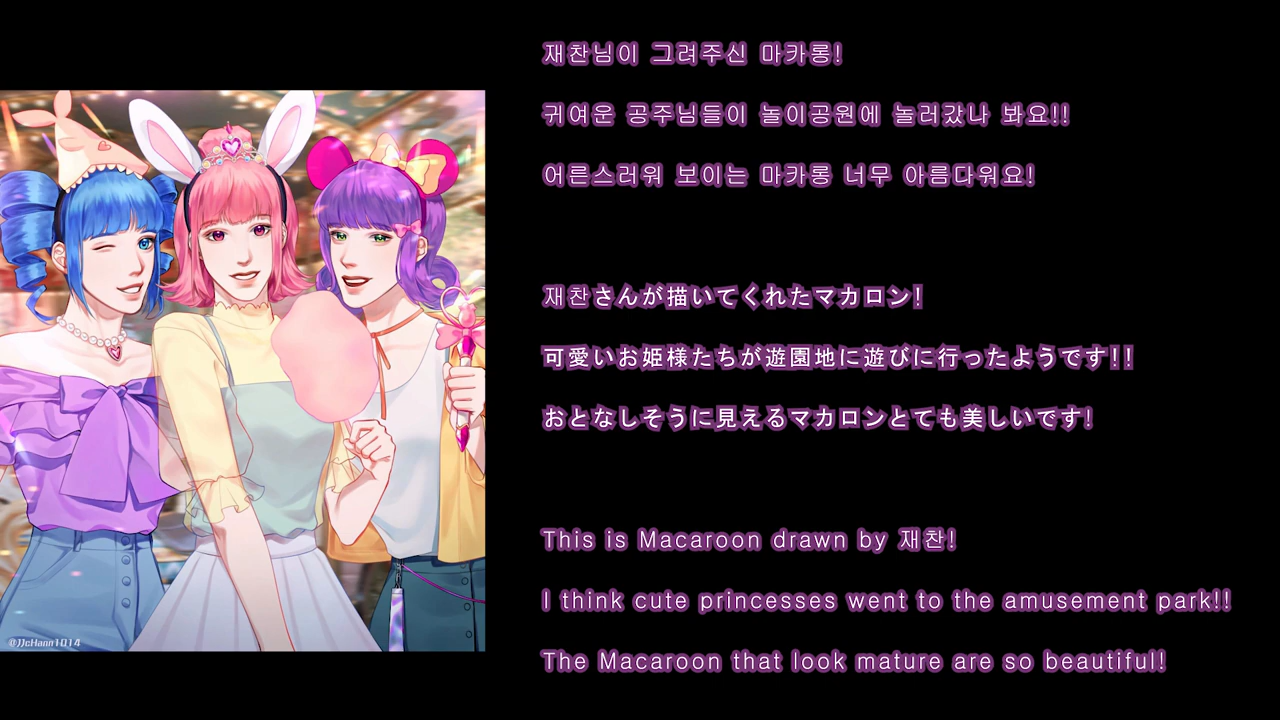 재찬님이 그려주신 마카롱!
귀여운 공주님들이 놀이공원에 놀러갔나 봐요!!
어른스러워 보이는 마카롱 너무 아름다워요!
재찬さんが描いてくれたマカロン!
可愛いお姫様たちが遊園地に遊びに行ったようです!!
おとなしそうに見えるマカロンとても美しいです!
This is Macaroon drawn by 재찬!
I think cute princesses went to the amusement park!!
The Macaroon that look mature are so beautiful!
@JJcHann1014